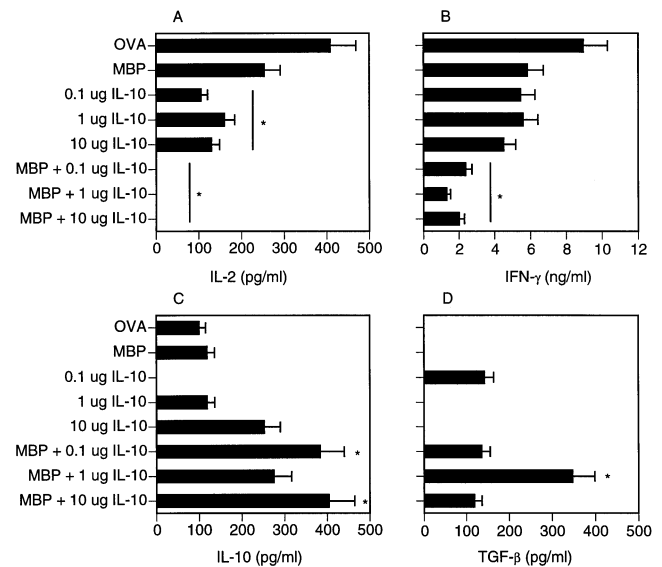 A B
OVA
MBP
0.1 ug IL-10
1 ug IL-10
*
10 ug IL-10
MBP + 0.1 ug IL-10
MBP + 1 ug IL-10
* *
MBP + 10 ug IL-10
0 100 200 300 400 500 0 2 4 6 8 10 12
IL-2 (pg/ml) IFN-γ (ng/ml)
C D
OVA
MBP
0.1 ug IL-10
1 ug IL-10
10 ug IL-10
MBP + 0.1 ug IL-10 *
MBP + 1 ug IL-10 *
MBP + 10 ug IL-10 *
0 100 200 300 400 500 0 100 200 300 400 500
IL-10 (pg/ml) TGF-β (pg/ml)